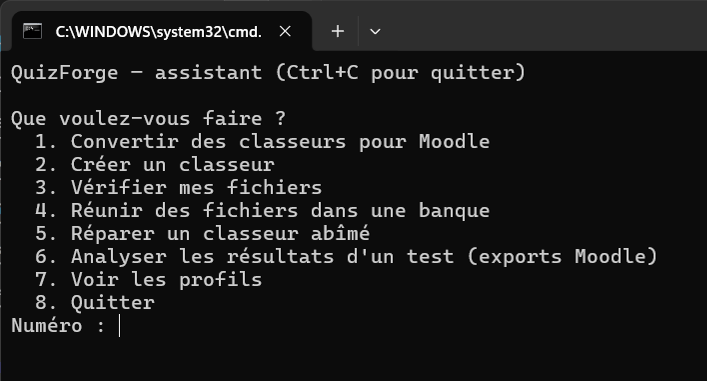 C:\WINDOWS\system32\cmd.
QuizForge — assistant (Ctrl+C pour quitter)
Que voulez-vous faire ?
1. Convertir des classeurs pour Moodle
2. Créer un classeur
3. Vérifier mes fichiers
4. Réunir des fichiers dans une banque
5. Réparer un classeur abîmé
6. Analyser les résultats d'un test (exports Moodle)
7. Voir les profils
8. Quitter
Numéro :